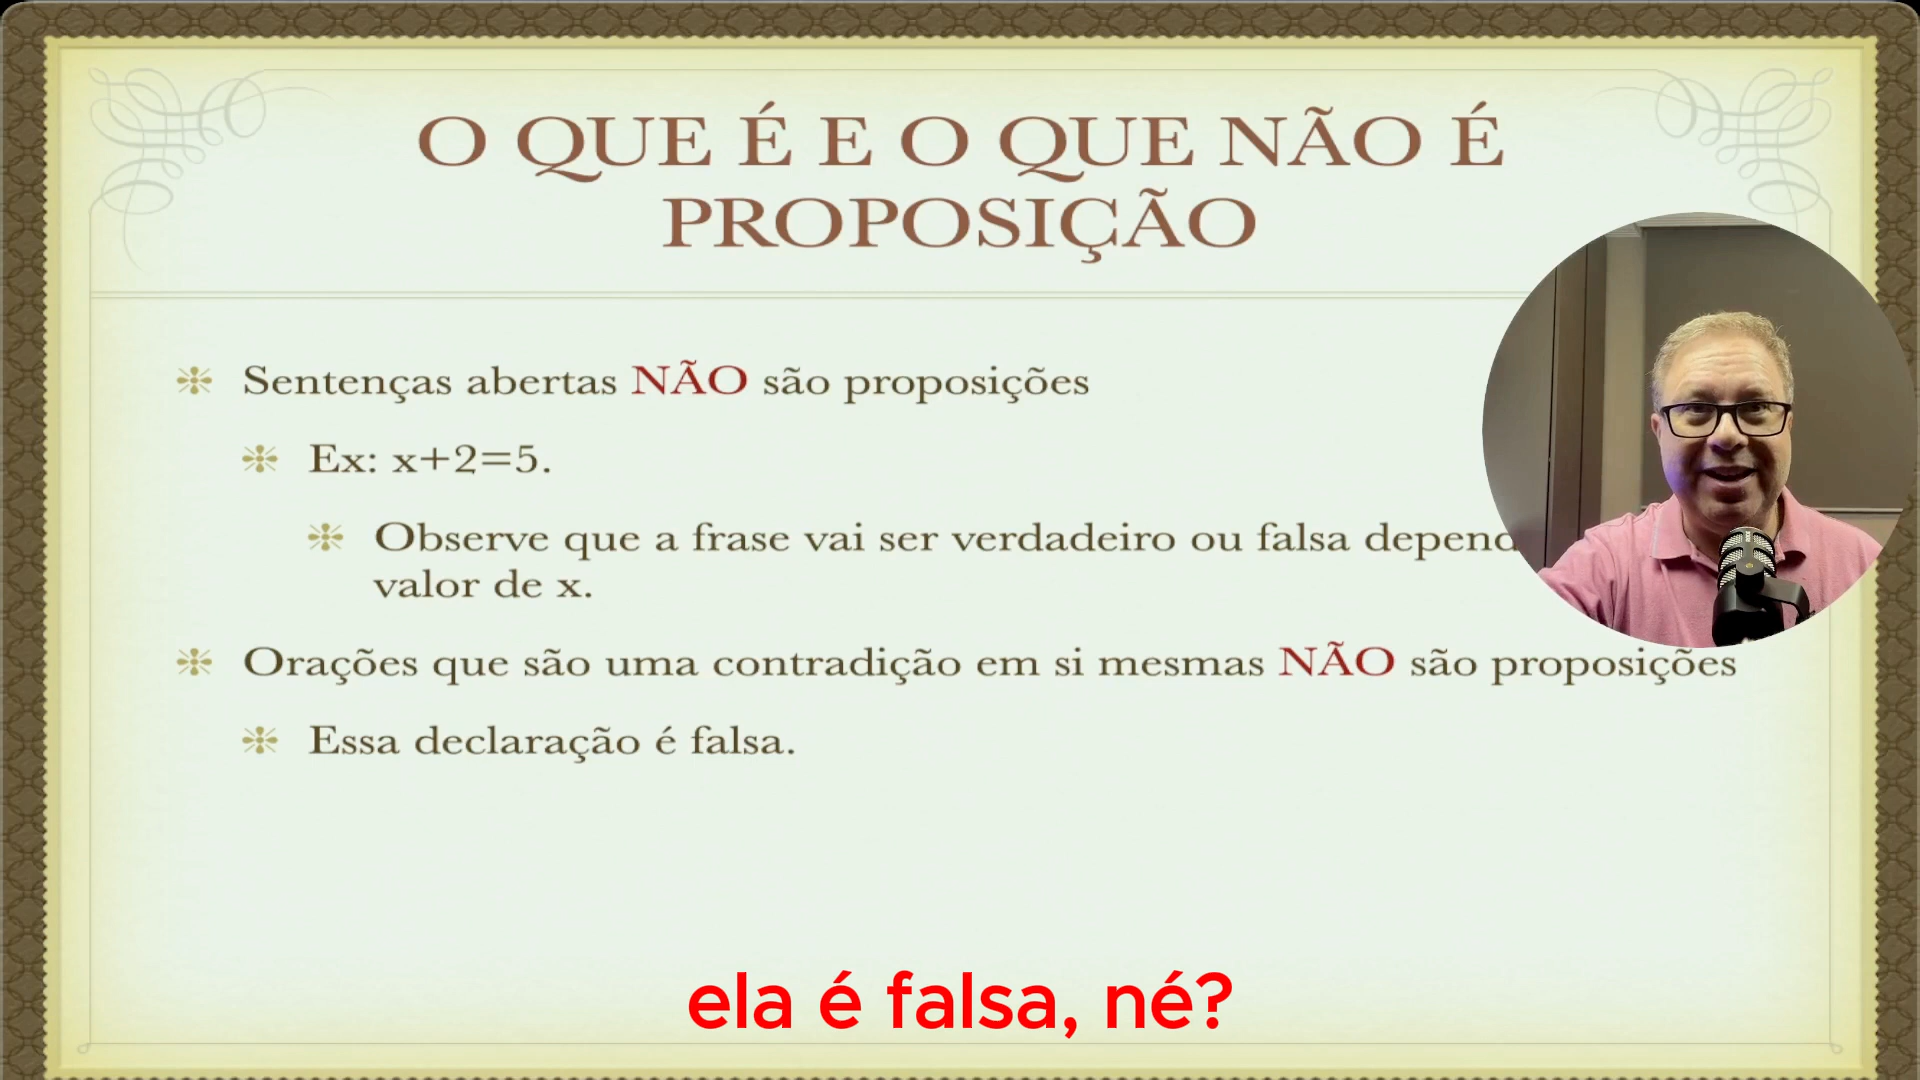 O QUE É E O QUE NÃO É
PROPOSIÇÃO
Sentenças abertas NÃO são proposições
Ex: x+2=5.
Observe que a frase vai ser verdadeiro ou falsa
valor de x.
Orações que são uma contradição em si mesmas NÃO são proposições
Essa declaração é falsa.
ela é falsa, né?